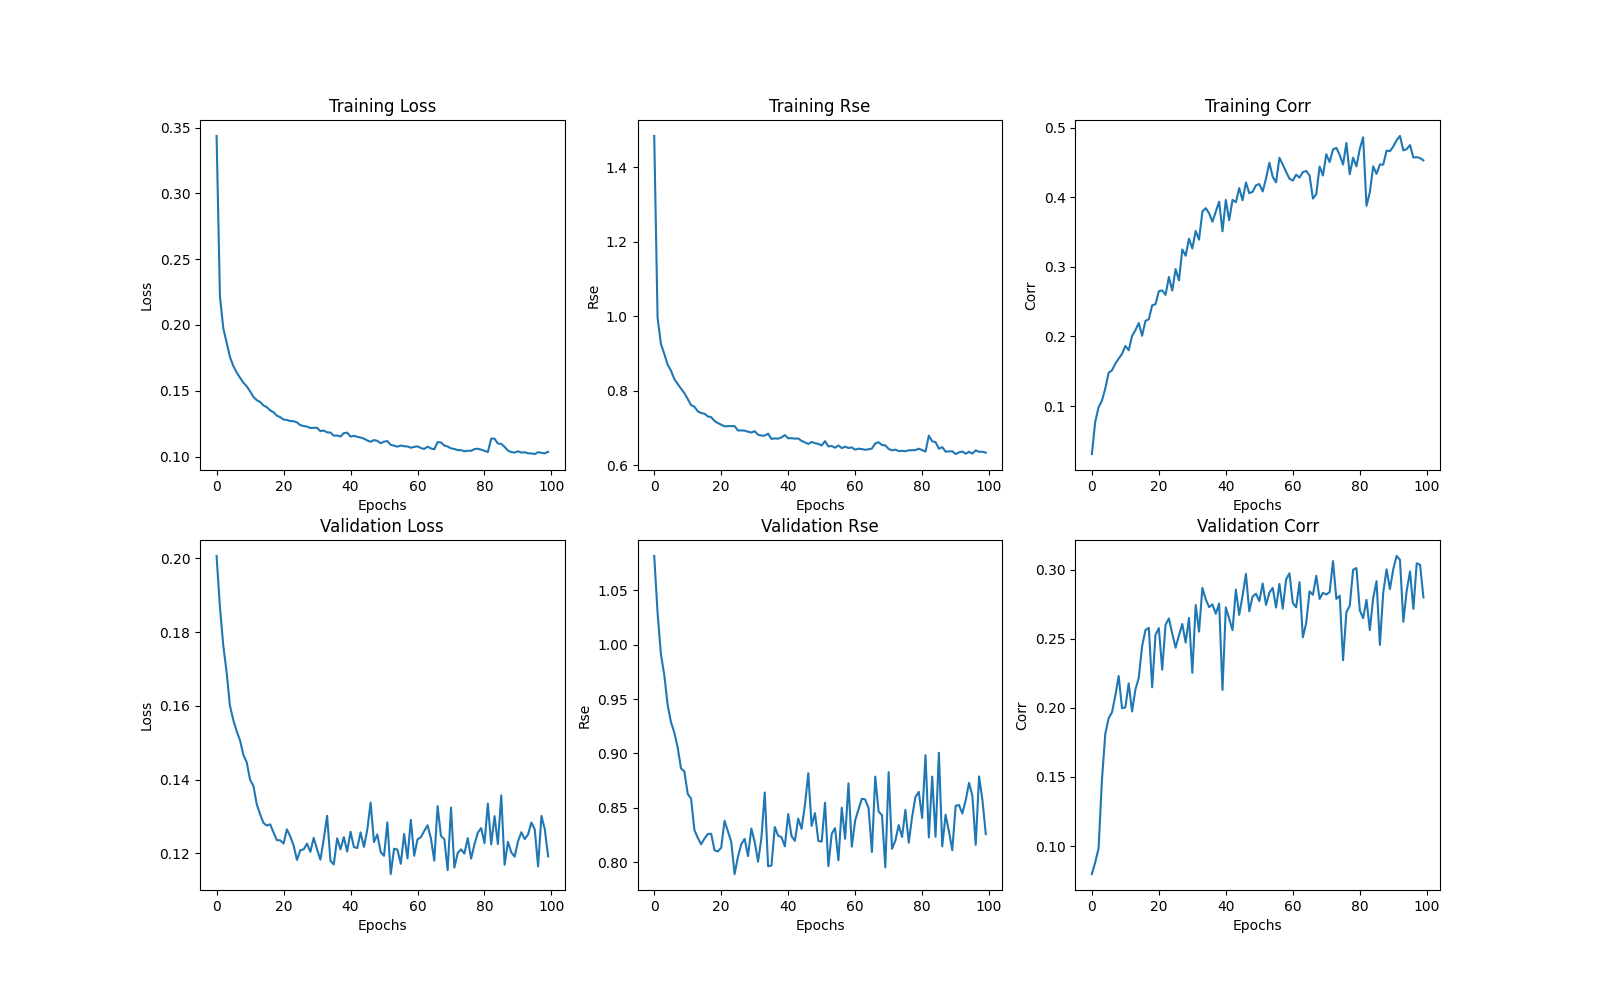 Training Loss
Loss
0.35
0.30
0.25
0.20
0.15
0.10
0 20 40 60 80 100
Epochs
Training Rse
Rse
1.4
1.2
1.0
0.8
0.6
0 20 40 60 80 100
Epochs
Training Corr
Corr
0.5
0.4
0.3
0.2
0.1
0 20 40 60 80 100
Epochs
Validation Loss
Loss
0.20
0.18
0.16
0.14
0.12
0 20 40 60 80 100
Epochs
Validation Rse
Rse
1.05
1.00
0.95
0.90
0.85
0.80
0 20 40 60 80 100
Epochs
Validation Corr
Corr
0.30
0.25
0.20
0.15
0.10
0 20 40 60 80 100
Epochs